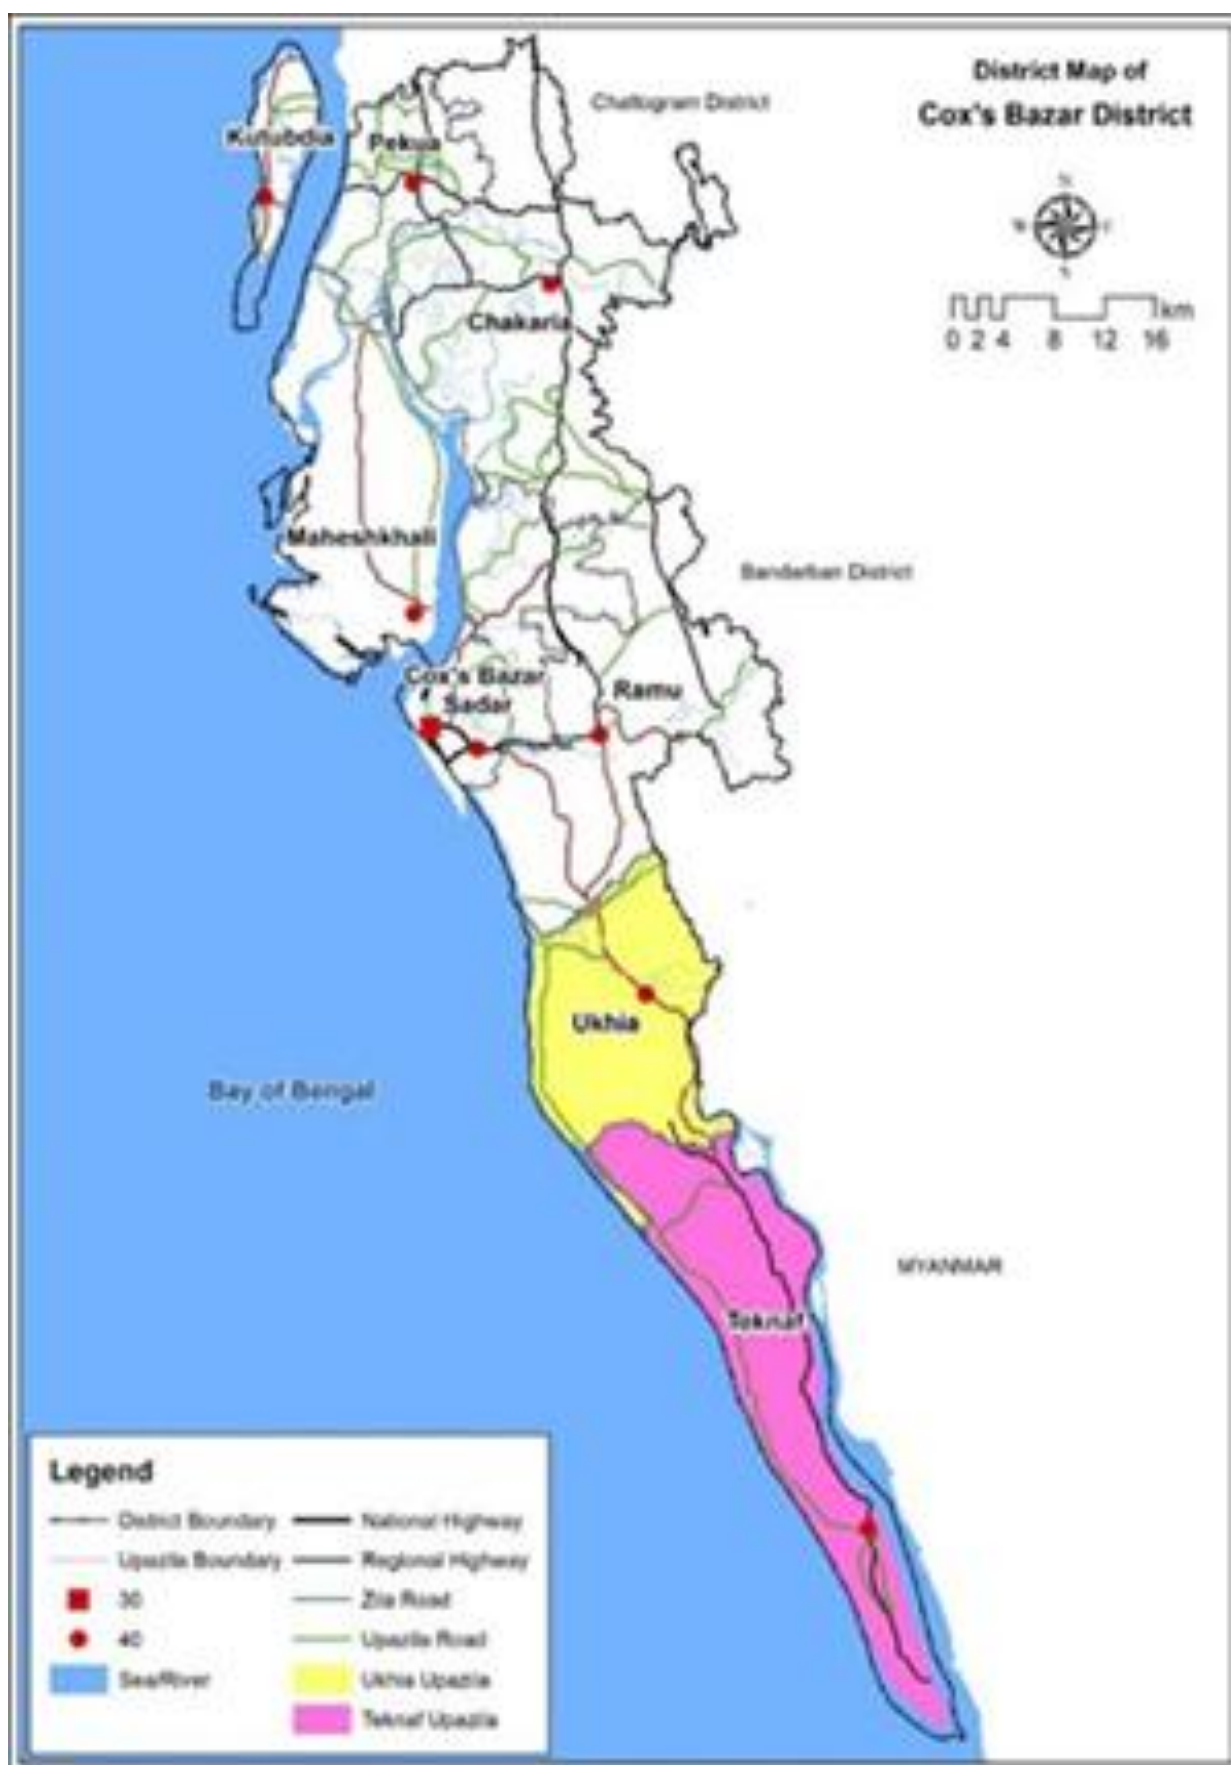 District Map of
Cox's Bazar District
Chattogram District
Kutubdia
Pekua
N
W
E
S
km
0 2 4 8 12 16
Chakaria
Maheshkhali
Bandarban District
Cox's Bazar
Sadar
Ramu
Ukhia
Bay of Bengal
MYANMAR
Teknaf
Legend
District Boundary
National Highway
Upazila Boundary
Regional Highway
30
Zila Road
40
Upazila Road
Sea/River
Ukhia Upazila
Teknaf Upazila